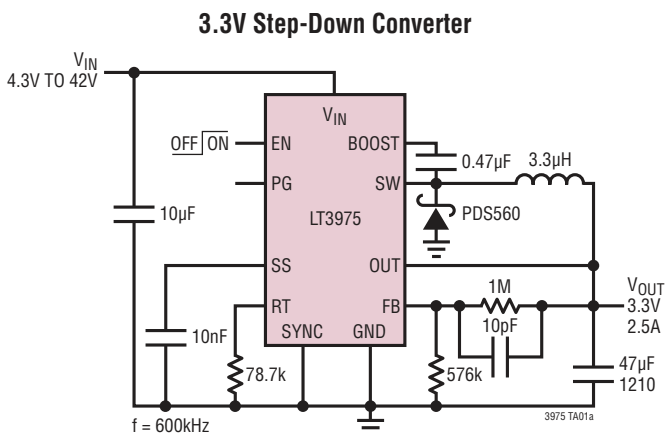 3.3V Step-Down Converter
VIN
4.3V TO 42V
VIN
OFF ON
EN
BOOST
0.47µF
3.3µH
PG
SW
PDS560
10µF
LT3975
SS
OUT
1M
VOUT
3.3V
2.5A
RT
FB
10pF
10nF
SYNC
GND
78.7k
576k
47µF
1210
3975 TA01a
f = 600kHz